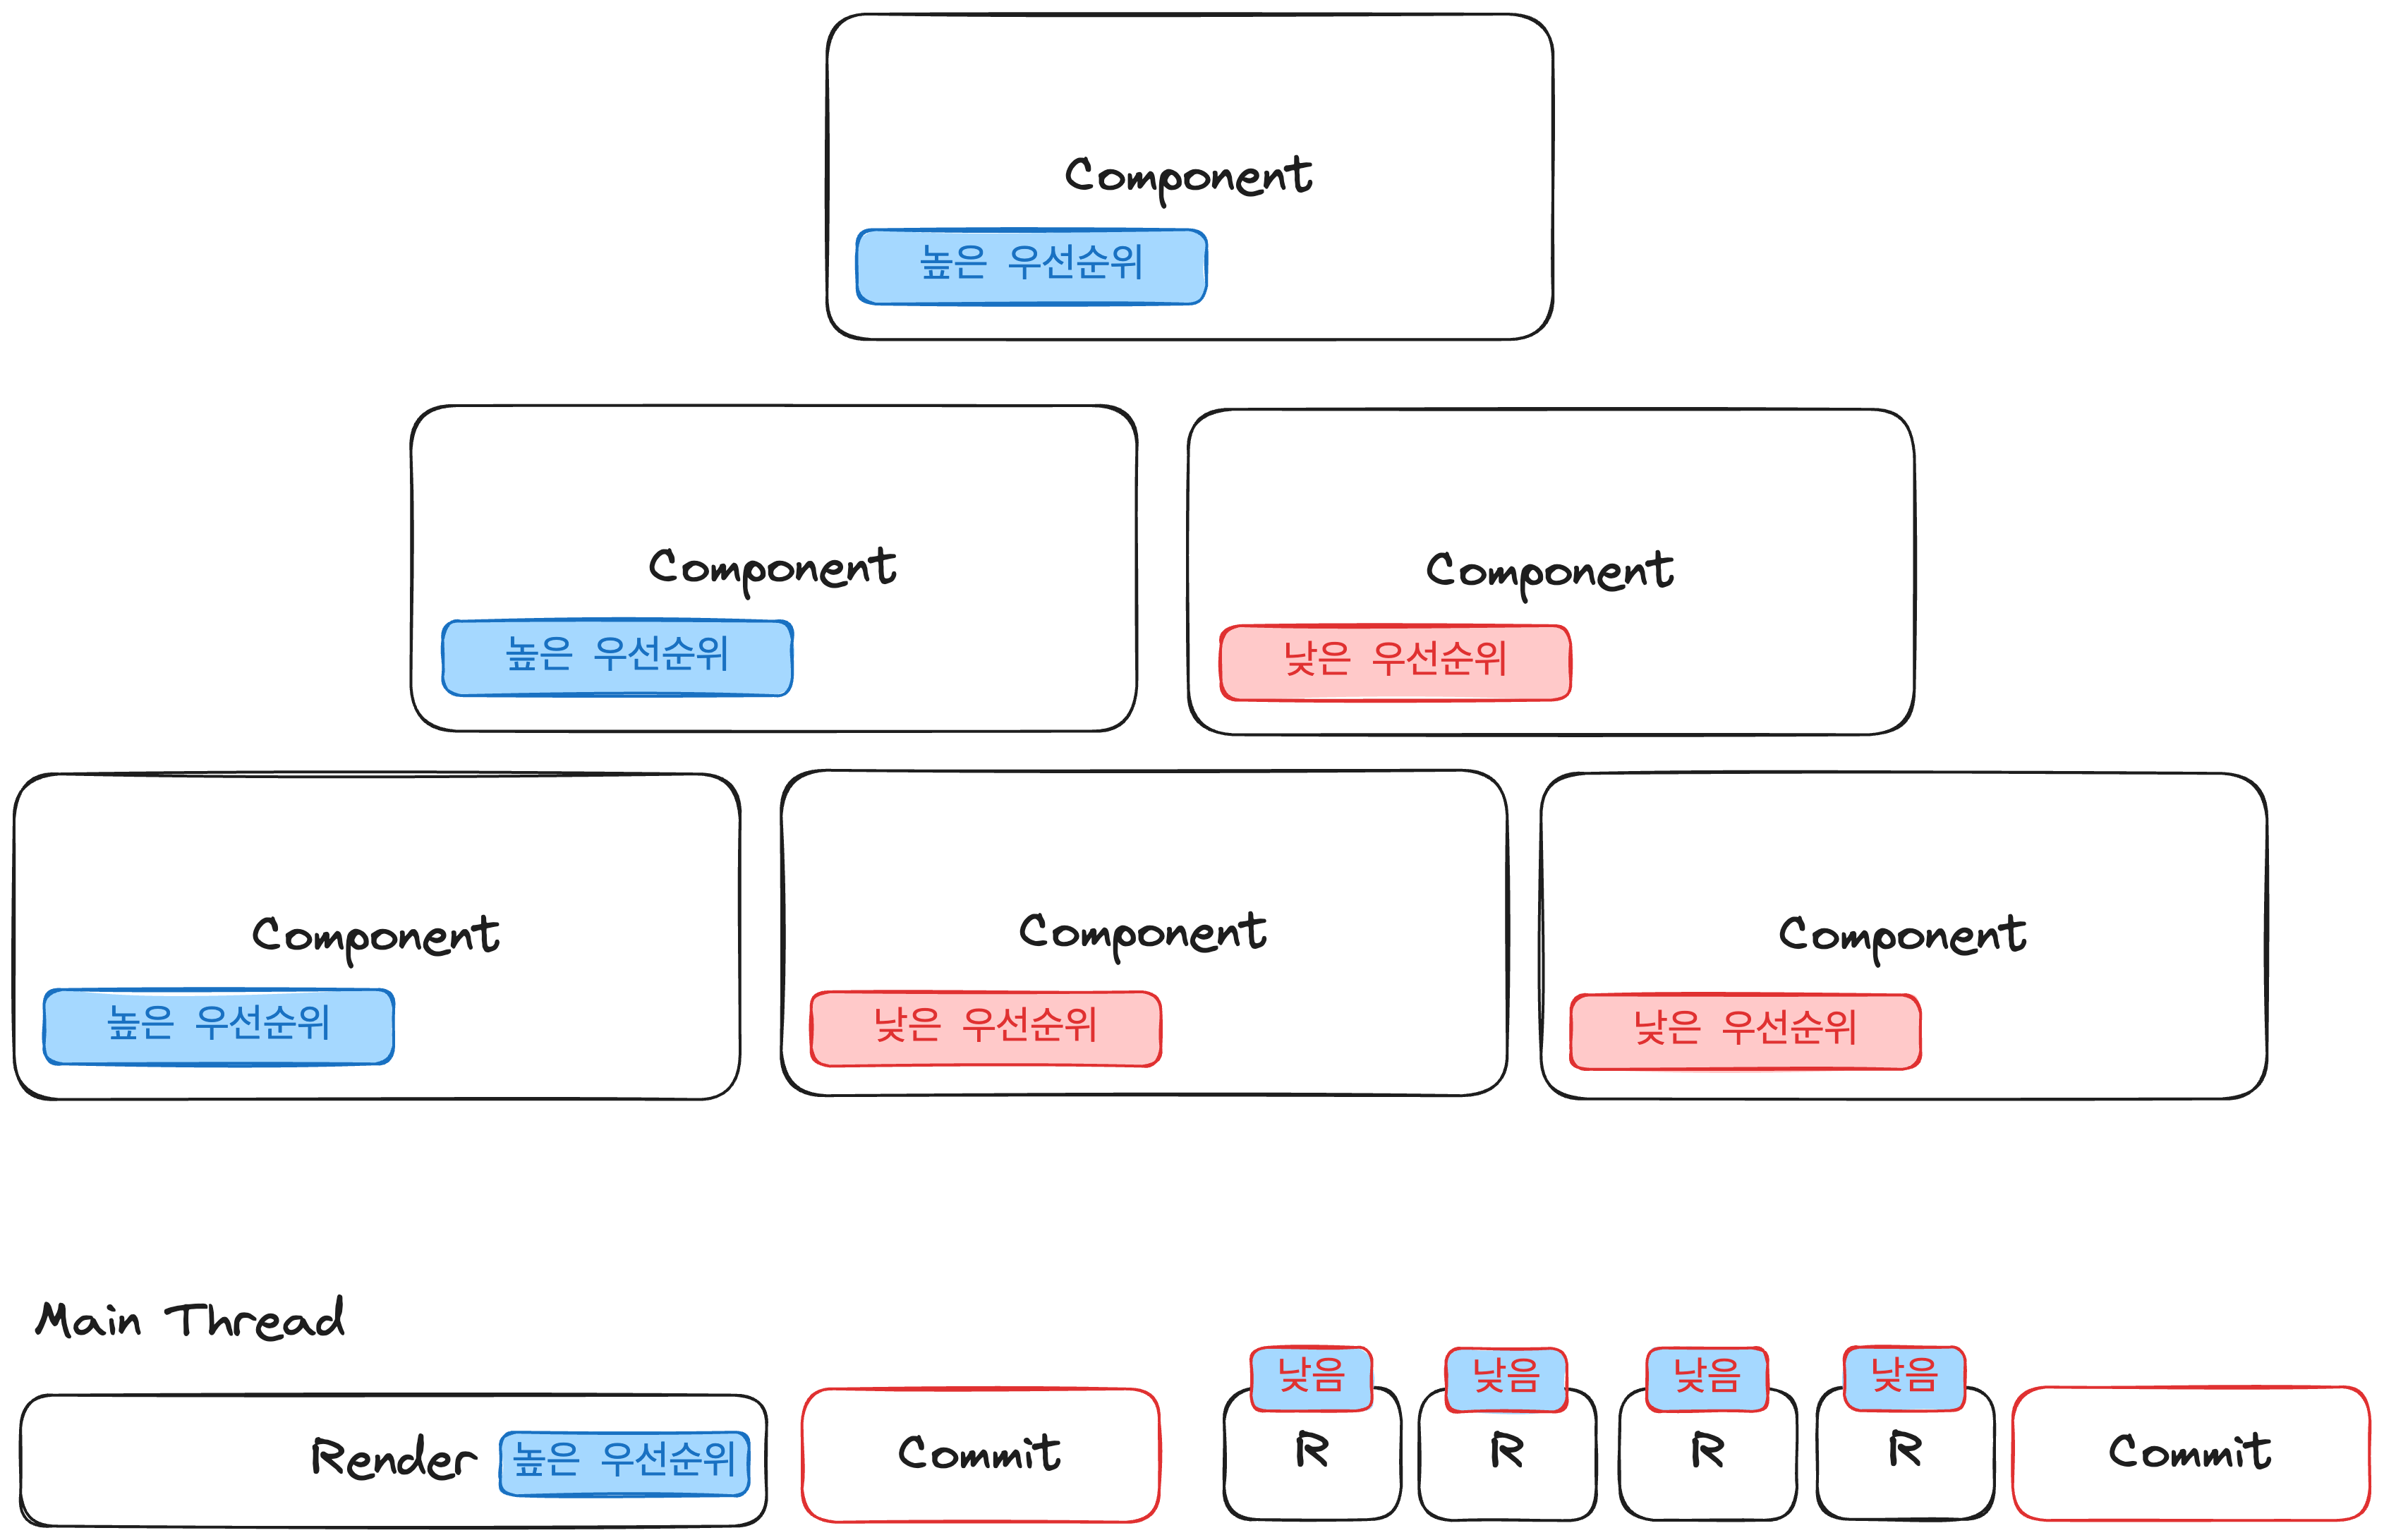 Component
높은 우선순위
Component
높은 우선순위
Component
낮은 우선순위
Component
높은 우선순위
Component
낮은 우선순위
Component
낮은 우선순위
Main Thread
Render 높은 우선순위
Commit
낮음
R
낮음
R
낮음
R
낮음
R
Commit